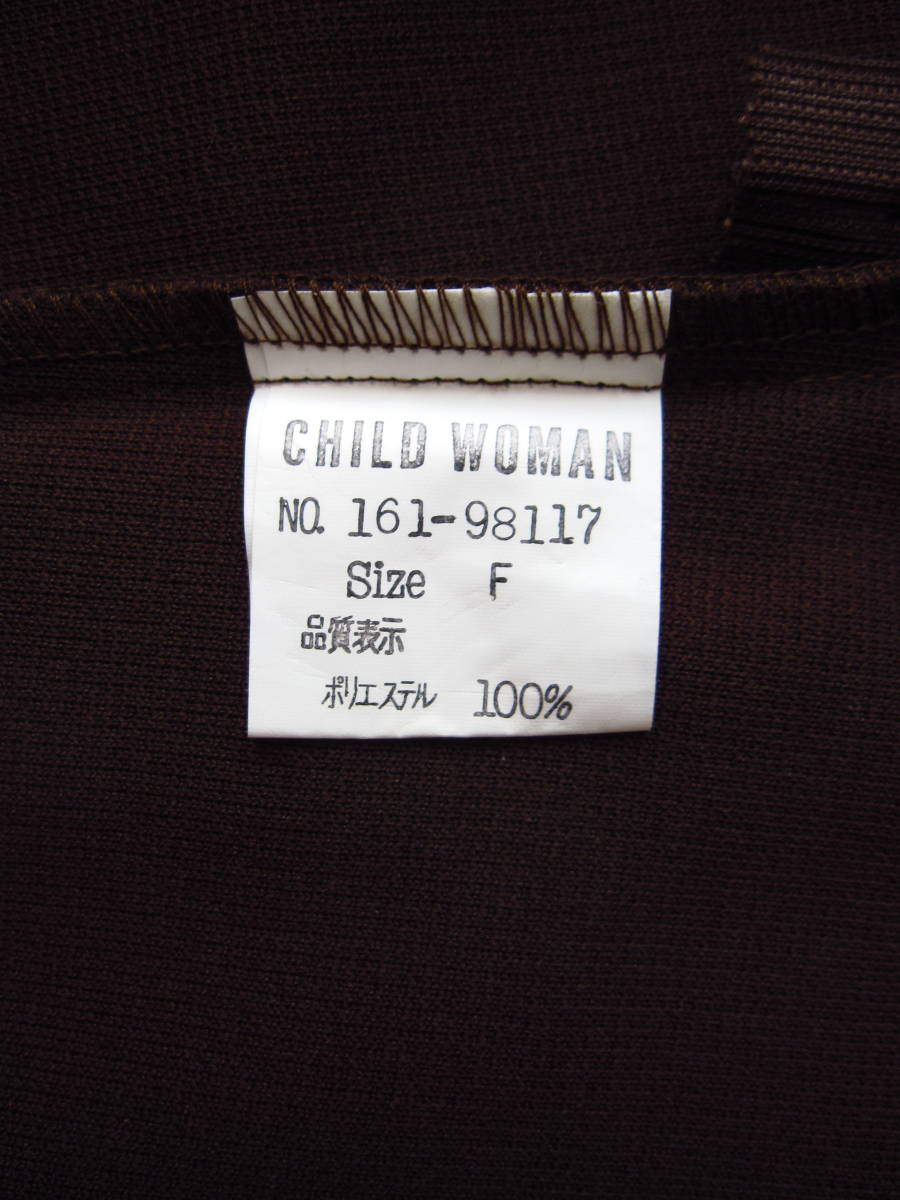 CHILD WOMAN
NO. 161-98117
Size F
品質表示
ポリエステル 100%